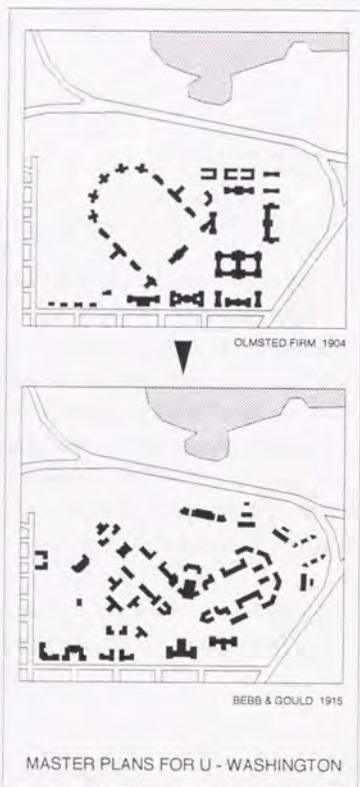 OLMSTED FIRM 1904
BEBB & GOULD 1915
MASTER PLANS FOR U - WASHINGTON